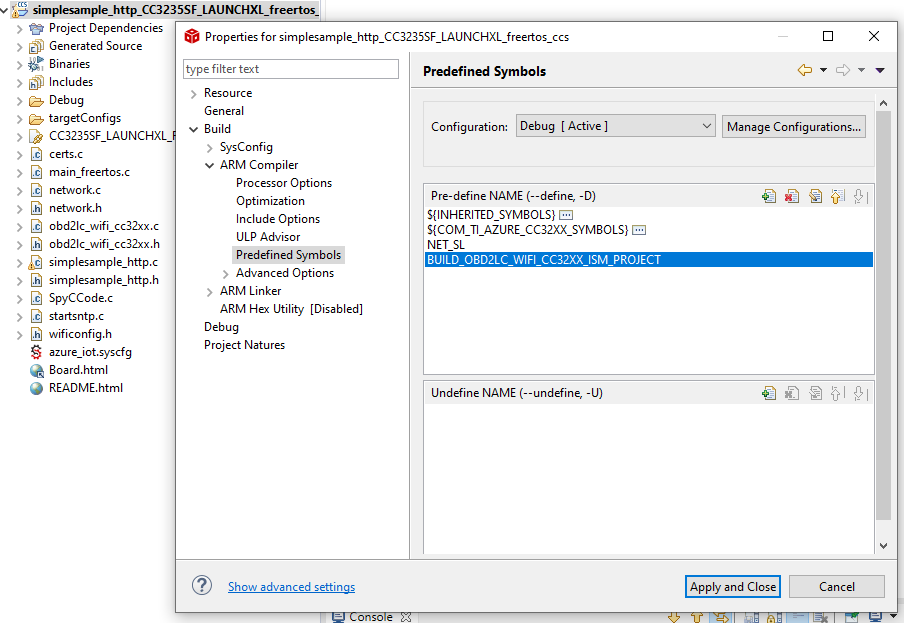 simplesample_http_CC3235SF_LAUNCHXL_freertos_
Project Dependencies
Generated Source
Binaries
Includes
Debug
targetConfigs
CC3235SF_LAUNCHXL_F
certs.c
main_freertos.c
network.c
network.h
obd2lc_wifi_cc32xx.c
obd2lc_wifi_cc32xx.h
simplesample_http.c
simplesample_http.h
SpyCCode.c
startsntp.c
wificonfig.h
azure_iot.syscfg
Board.html
README.html
Properties for simplesample_http_CC3235SF_LAUNCHXL_freertos_ccs
type filter text
Resource
General
Build
SysConfig
ARM Compiler
Processor Options
Optimization
Include Options
ULP Advisor
Predefined Symbols
Advanced Options
ARM Linker
ARM Hex Utility [Disabled]
Debug
Project Natures
Predefined Symbols
Configuration: Debug [ Active ] Manage Configurations...
Pre-define NAME (--define, -D)
${INHERITED_SYMBOLS}
${COM_TI_AZURE_CC32XX_SYMBOLS}
NET_SL
BUILD_OBD2LC_WIFI_CC32XX_ISM_PROJECT
Undefine NAME (--undefine, -U)
Show advanced settings
Apply and Close Cancel
Console